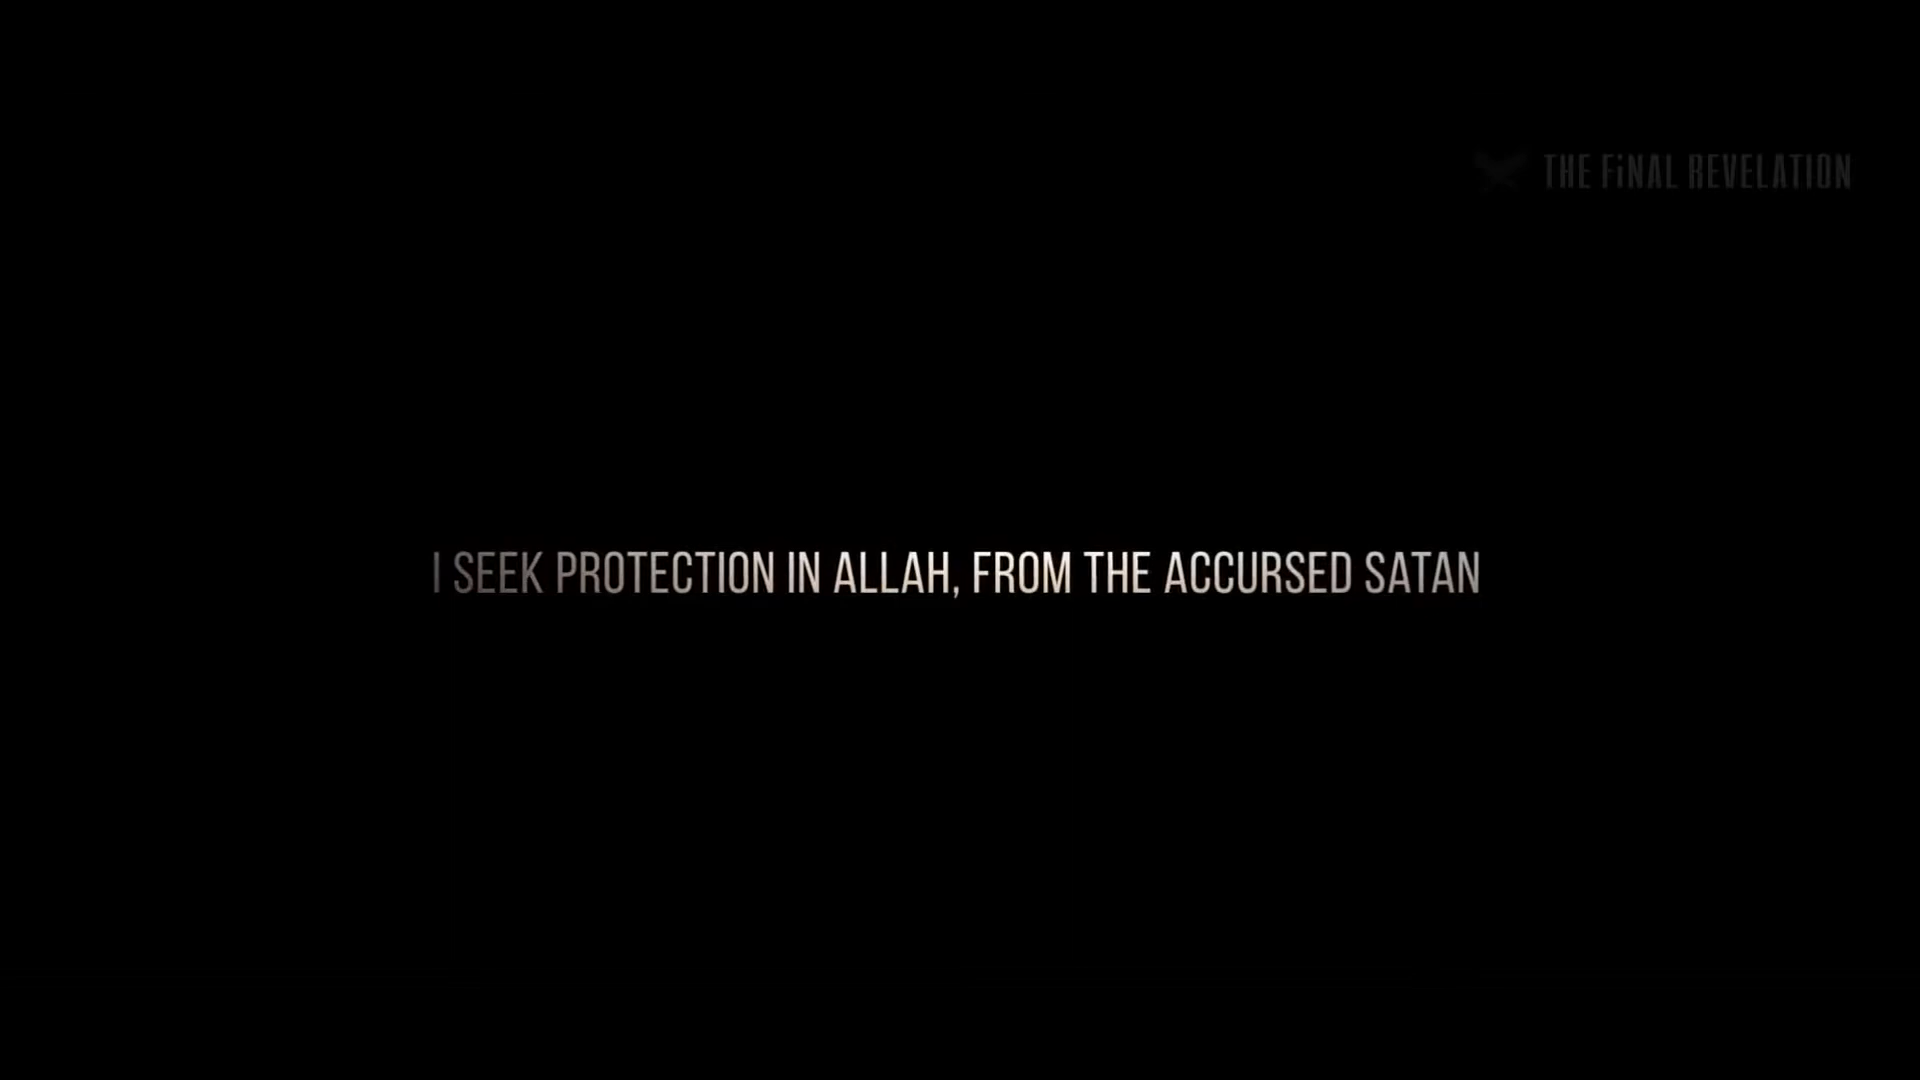 THE FiNAL REVELATION
I SEEK PROTECTION IN ALLAH, FROM THE ACCURSED SATAN